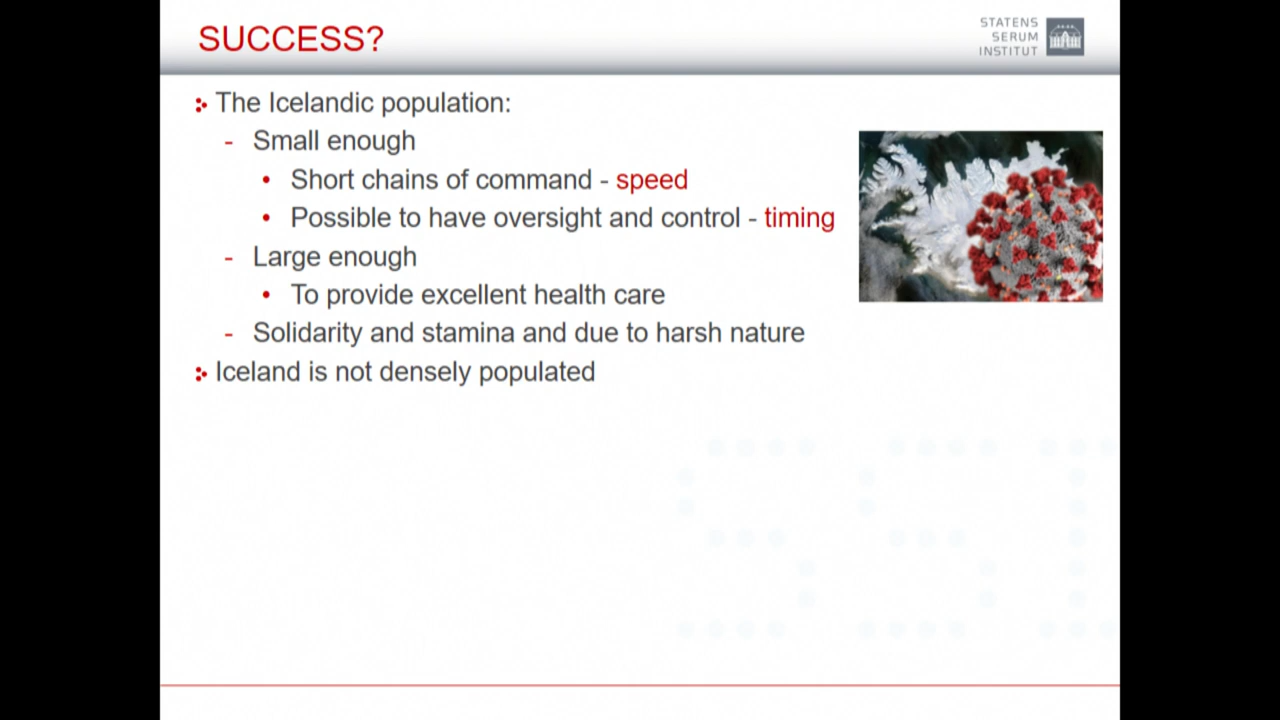 SUCCESS?
STATENS
SERUM
INSTITUT
The Icelandic population:
- Small enough
• Short chains of command - speed
• Possible to have oversight and control - timing
- Large enough
• To provide excellent health care
- Solidarity and stamina and due to harsh nature
Iceland is not densely populated
SSI